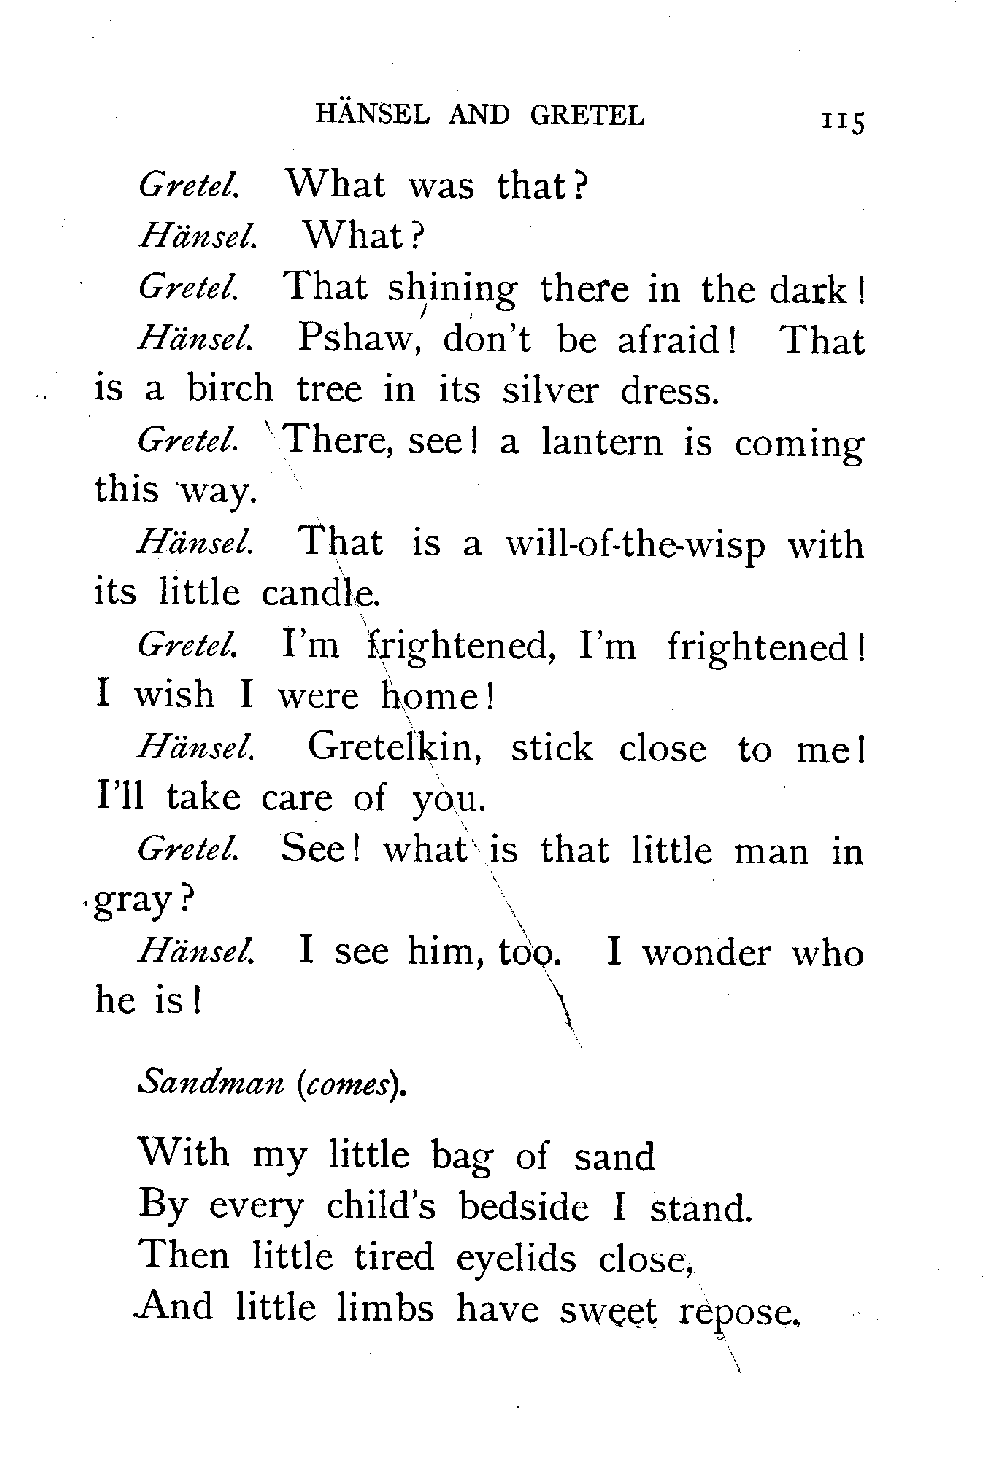 HÄNSEL AND GRETEL 115
Gretel. What was that?
Hänsel. What?
Gretel. That shining there in the dark!
Hänsel. Pshaw, don't be afraid! That
is a birch tree in its silver dress.
Gretel. There, see! a lantern is coming
this way.
Hänsel. That is a will-of-the-wisp with
its little candle.
Gretel. I'm frightened, I'm frightened!
I wish I were home!
Hänsel. Gretelkin, stick close to me!
I'll take care of you.
Gretel. See! what is that little man in
gray?
Hänsel. I see him, too. I wonder who
he is!
Sandman (comes).
With my little bag of sand
By every child's bedside I stand.
Then little tired eyelids close,
And little limbs have sweet repose.